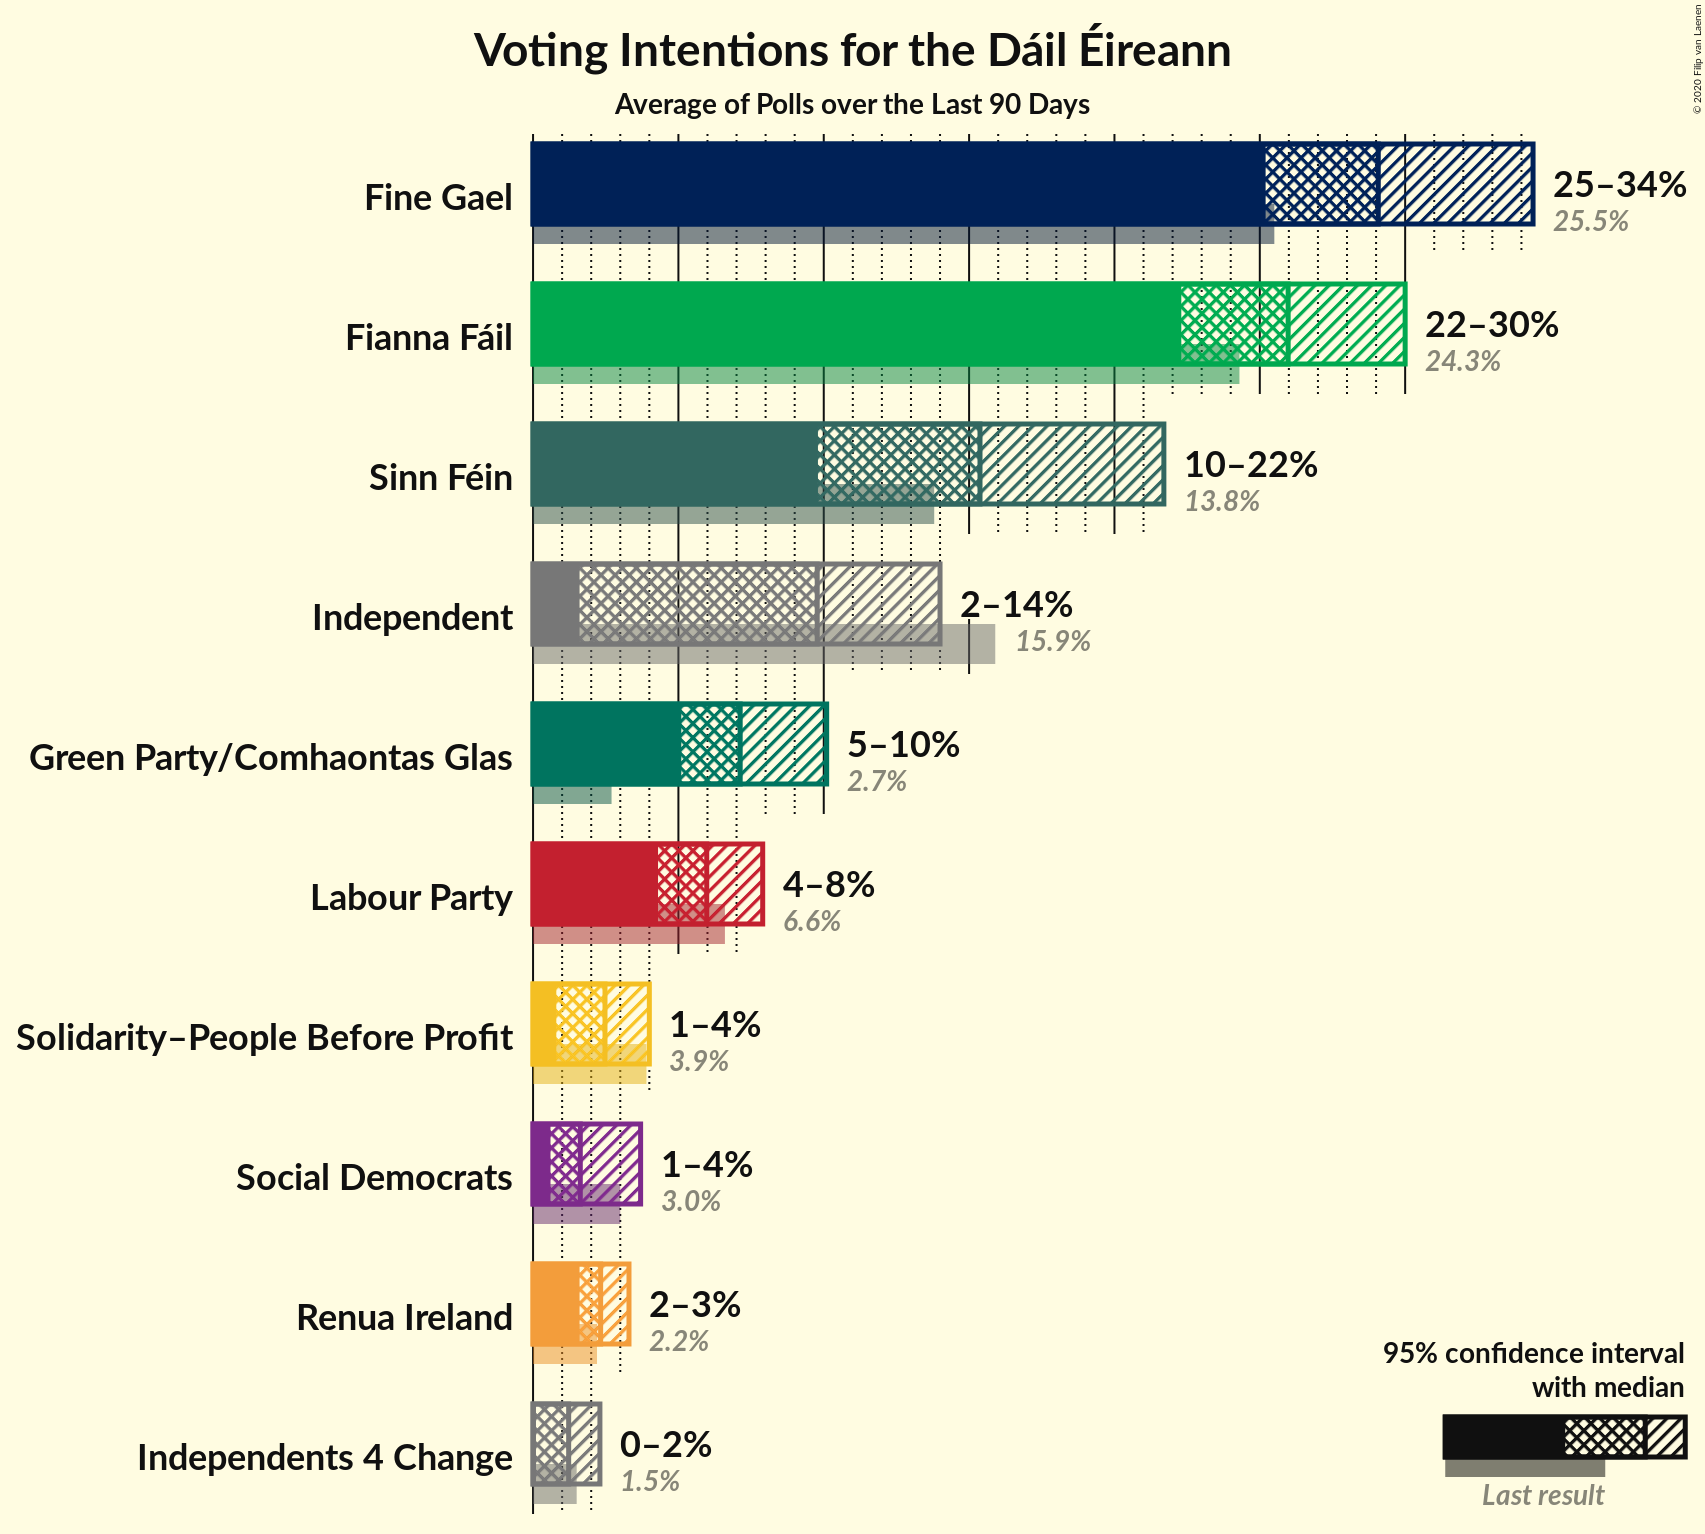 Voting Intentions for the Dáil Éireann
Average of Polls over the Last 90 Days
© 2020 Filip van Laenen
Fine Gael
25–34%
25.5%
Fianna Fáil
22–30%
24.3%
Sinn Féin
10–22%
13.8%
Independent
2–14%
15.9%
Green Party/Comhaontas Glas
5–10%
2.7%
Labour Party
4–8%
6.6%
Solidarity–People Before Profit
1–4%
3.9%
Social Democrats
1–4%
3.0%
Renua Ireland
2–3%
2.2%
Independents 4 Change
0–2%
1.5%
95% confidence interval
with median
Last result